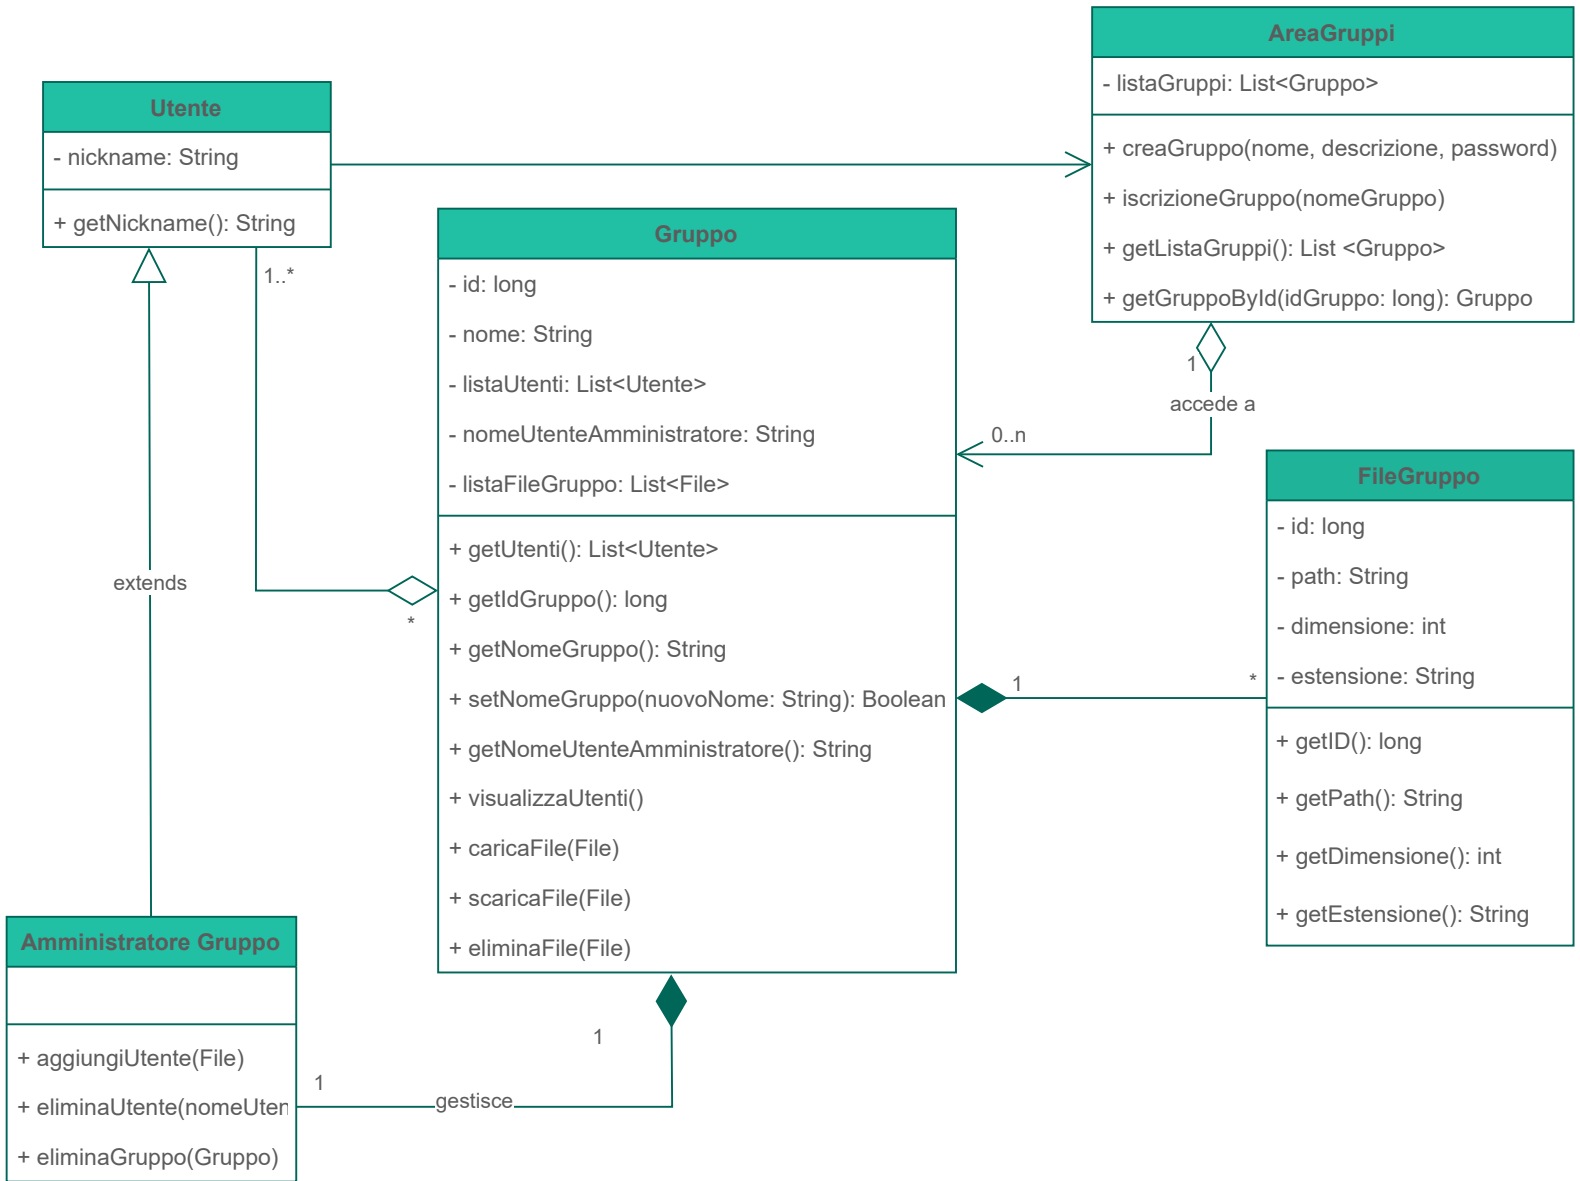 Utente
- nickname: String
+ getNickname(): String
1..*
AreaGruppi
- listaGruppi: List<Gruppo>
+ creaGruppo(nome, descrizione, password)
+ iscrizioneGruppo(nomeGruppo)
+ getListaGruppi(): List <Gruppo>
+ getGruppoById(idGruppo: long): Gruppo
1
accede a
0..n
Gruppo
- id: long
- nome: String
- listaUtenti: List<Utente>
- nomeUtenteAmministratore: String
- listaFileGruppo: List<File>
+ getUtenti(): List<Utente>
+ getIdGruppo(): long
+ getNomeGruppo(): String
+ setNomeGruppo(nuovoNome: String): Boolean
+ getNomeUtenteAmministratore(): String
+ visualizzaUtenti()
+ caricaFile(File)
+ scaricaFile(File)
+ eliminaFile(File)
*
extends
1
*
FileGruppo
- id: long
- path: String
- dimensione: int
- estensione: String
+ getID(): long
+ getPath(): String
+ getDimensione(): int
+ getEstensione(): String
Amministratore Gruppo
+ aggiungiUtente(File)
+ eliminaUtente(nomeUten
+ eliminaGruppo(Gruppo)
1
gestisce
1